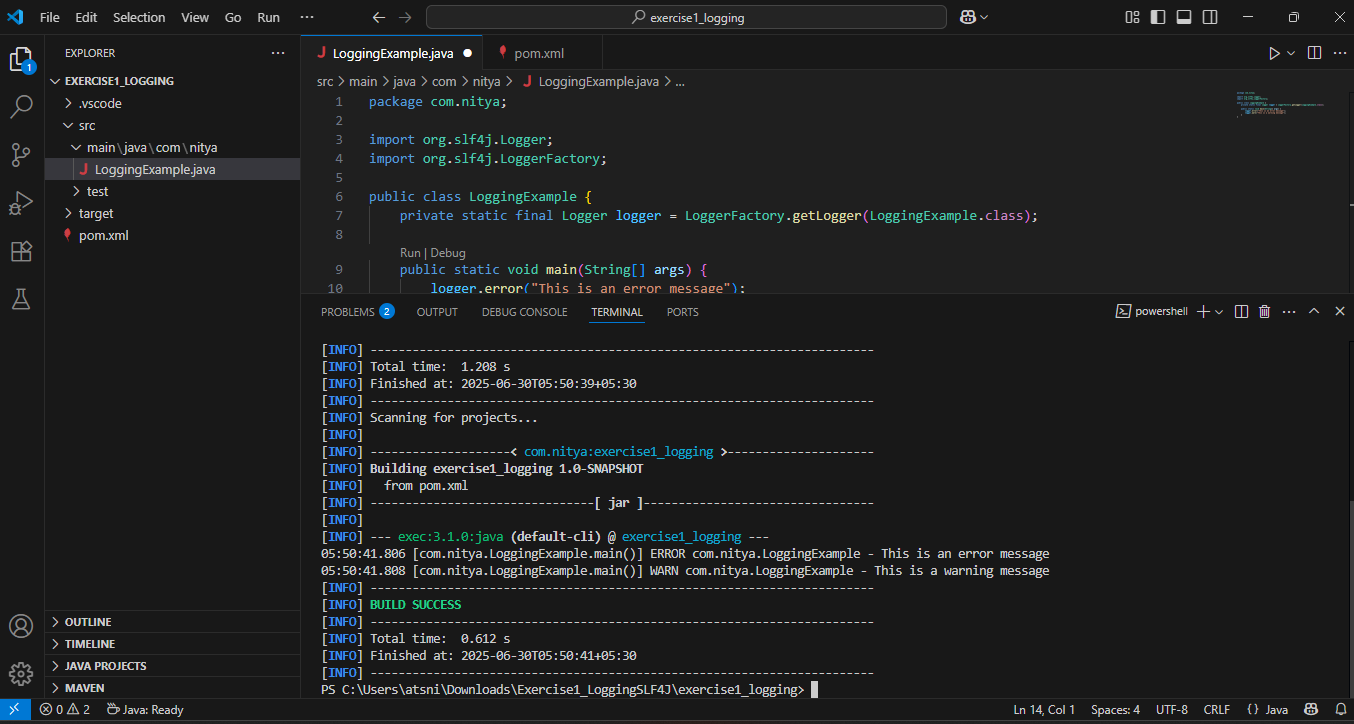 File Edit Selection View Go Run ··· exercise1_logging
EXPLORER ···
EXERCISE1_LOGGING
.vscode
src
main\java\com\nitya
LoggingExample.java
test
target
pom.xml
OUTLINE
TIMELINE
JAVA PROJECTS
MAVEN
1
LoggingExample.java pom.xml
src > main > java > com > nitya > LoggingExample.java > ...
1 package com.nitya;
2
3 import org.slf4j.Logger;
4 import org.slf4j.LoggerFactory;
5
6 public class LoggingExample {
7 private static final Logger logger = LoggerFactory.getLogger(LoggingExample.class);
8
Run | Debug
9 public static void main(String[] args) {
10 logger.error("This is an error message");
PROBLEMS 2 OUTPUT DEBUG CONSOLE TERMINAL PORTS powershell
[INFO] ------------------------------------------------------------------------
[INFO] Total time:  1.208 s
[INFO] Finished at: 2025-06-30T05:50:39+05:30
[INFO] ------------------------------------------------------------------------
[INFO] Scanning for projects...
[INFO]
[INFO] --------------------< com.nitya:exercise1_logging >---------------------
[INFO] Building exercise1_logging 1.0-SNAPSHOT
[INFO]   from pom.xml
[INFO] --------------------------------[ jar ]---------------------------------
[INFO]
[INFO] --- exec:3.1.0:java (default-cli) @ exercise1_logging ---
05:50:41.806 [com.nitya.LoggingExample.main()] ERROR com.nitya.LoggingExample - This is an error message
05:50:41.808 [com.nitya.LoggingExample.main()] WARN com.nitya.LoggingExample - This is a warning message
[INFO] ------------------------------------------------------------------------
[INFO] BUILD SUCCESS
[INFO] ------------------------------------------------------------------------
[INFO] Total time:  0.612 s
[INFO] Finished at: 2025-06-30T05:50:41+05:30
[INFO] ------------------------------------------------------------------------
PS C:\Users\atsni\Downloads\Exercise1_LoggingSLF4J\exercise1_logging>
0 2 Java: Ready Ln 14, Col 1 Spaces: 4 UTF-8 CRLF {} Java